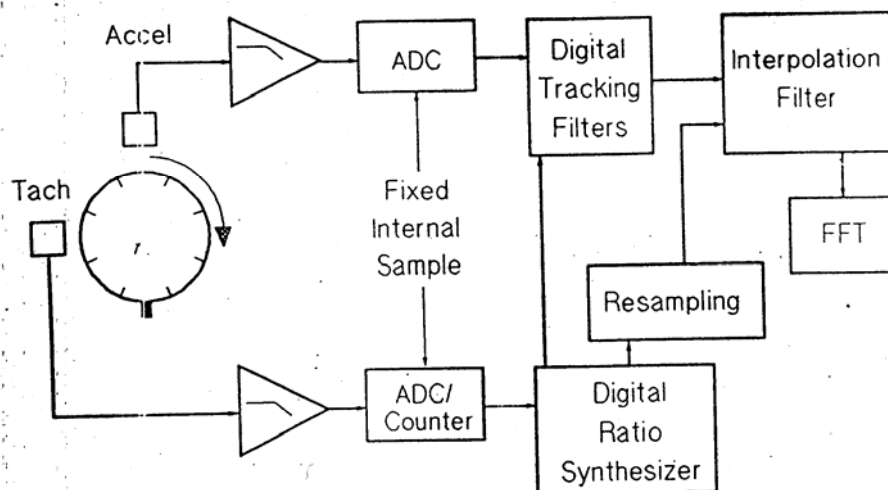 Accel
ADC
Digital
Tracking
Filters
Interpolation
Filter
Tach
r
Fixed
Internal
Sample
FFT
Resampling
ADC/
Counter
Digital
Ratio
Synthesizer